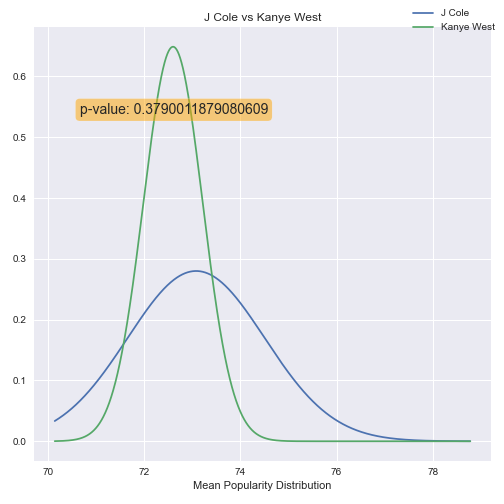 J Cole vs Kanye West
J Cole
Kanye West
p-value: 0.3790011879080609
0.6
0.5
0.4
0.3
0.2
0.1
0.0
70
72
74
76
78
Mean Popularity Distribution